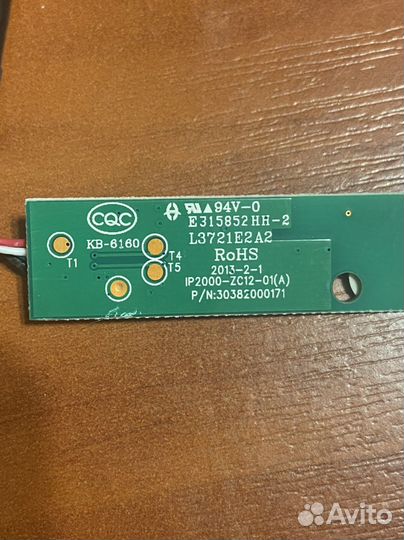 CQC
KB-6160
T1
T4
T5
94V-0
E315852HH-2
L3721E2A2
RoHS
2013-2-1
IP2000-ZC12-01(A)
P/N:30382000171
Avito